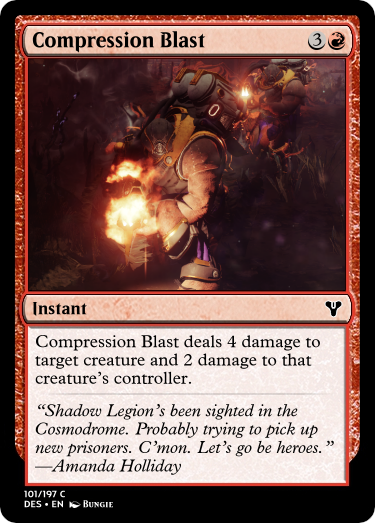 Compression Blast 3
Instant
Compression Blast deals 4 damage to
target creature and 2 damage to that
creature's controller.
“Shadow Legion's been sighted in the
Cosmodrome. Probably trying to pick up
new prisoners. C'mon. Let's go be heroes.”
—Amanda Holliday
101/197 C
DES • EN Bungie